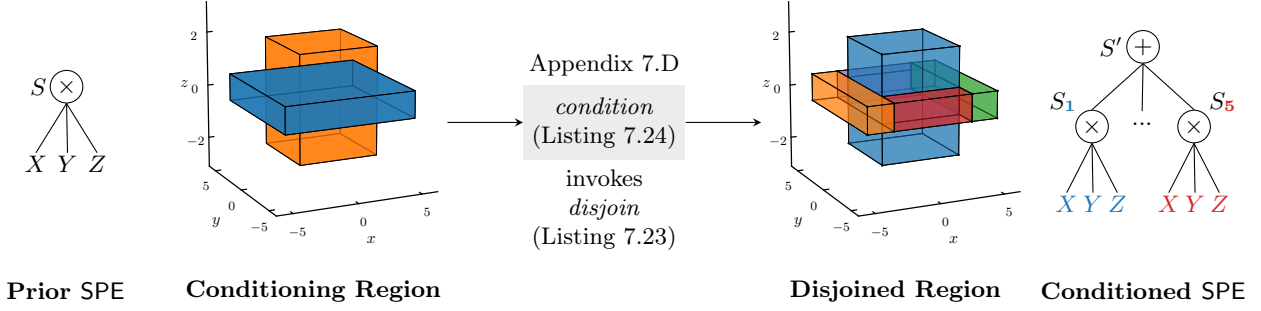 S ×
X Y Z
Prior SPE
2
z 0
−2
5
0
−5
y
−5
0
5
x
Conditioning Region
Appendix 7.D
condition
(Listing 7.24)
invokes
disjoin
(Listing 7.23)
2
z 0
−2
5
0
−5
y
−5
0
5
x
Disjoined Region
S′ +
S1 × ... S5 ×
X Y Z X Y Z
Conditioned SPE